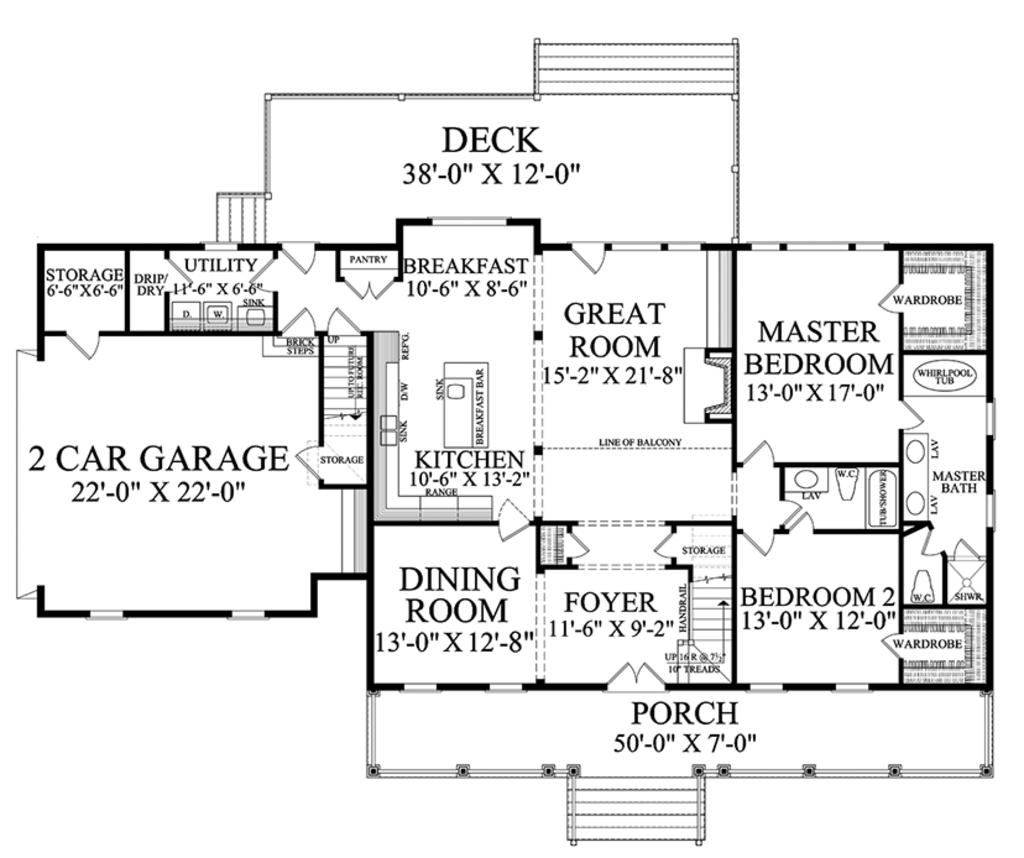 DECK
38'-0" X 12'-0"
STORAGE
6'-6"X6'-6"
DRIP/
DRY
UTILITY
11'-6" X 6'-6"
SINK
D.
W.
PANTRY
BREAKFAST
10'-6" X 8'-6"
GREAT
ROOM
15'-2" X 21'-8"
MASTER
BEDROOM
13'-0" X 17'-0"
WARDROBE
WHIRLPOOL
TUB
BRICK
STEPS
UP
UP TO FUTURE
REC. ROOM
REFG.
D/W
SINK
SINK
BREAKFAST BAR
2 CAR GARAGE
22'-0" X 22'-0"
STORAGE
KITCHEN
10'-6" X 13'-2"
RANGE
LINE OF BALCONY
LAV
W.C.
TUB/SHOWER
LAV
LAV
MASTER
BATH
W.C.
SHWR
DINING
ROOM
13'-0" X 12'-8"
STORAGE
FOYER
11'-6" X 9'-2"
HANDRAIL
UP 16 R @ 7½"
10" TREADS
BEDROOM 2
13'-0" X 12'-0"
WARDROBE
PORCH
50'-0" X 7'-0"